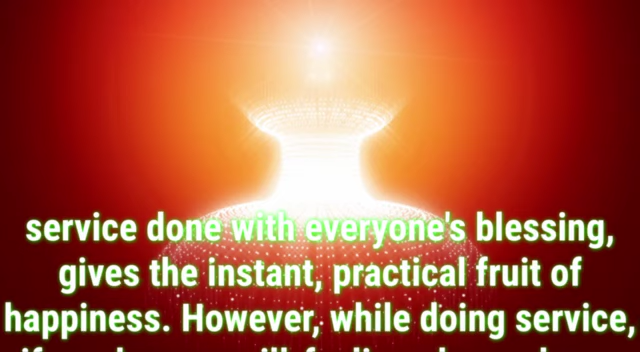 service done with everyone's blessing,
gives the instant, practical fruit of
happiness. However, while doing service,